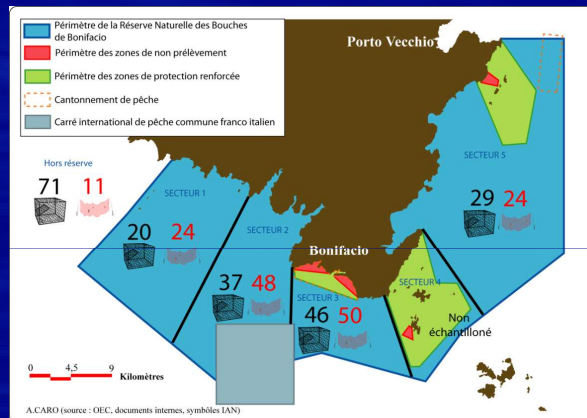 Périmètre de la Réserve Naturelle des Bouches
de Bonifacio
Périmètre des zones de non prélèvement
Périmètre des zones de protection renforcée
Cantonnement de pêche
Carré international de pêche commune franco italien
Porto Vecchio
Hors réserve
71 11
SECTEUR 1
20 24
SECTEUR 2
37 48
Bonifacio
SECTEUR 3
46 50
SECTEUR 4
Non
échantilloné
SECTEUR 5
29 24
0 4,5 9
Kilomètres
A.CARO (source : OEC, documents internes, symbôles IAN)